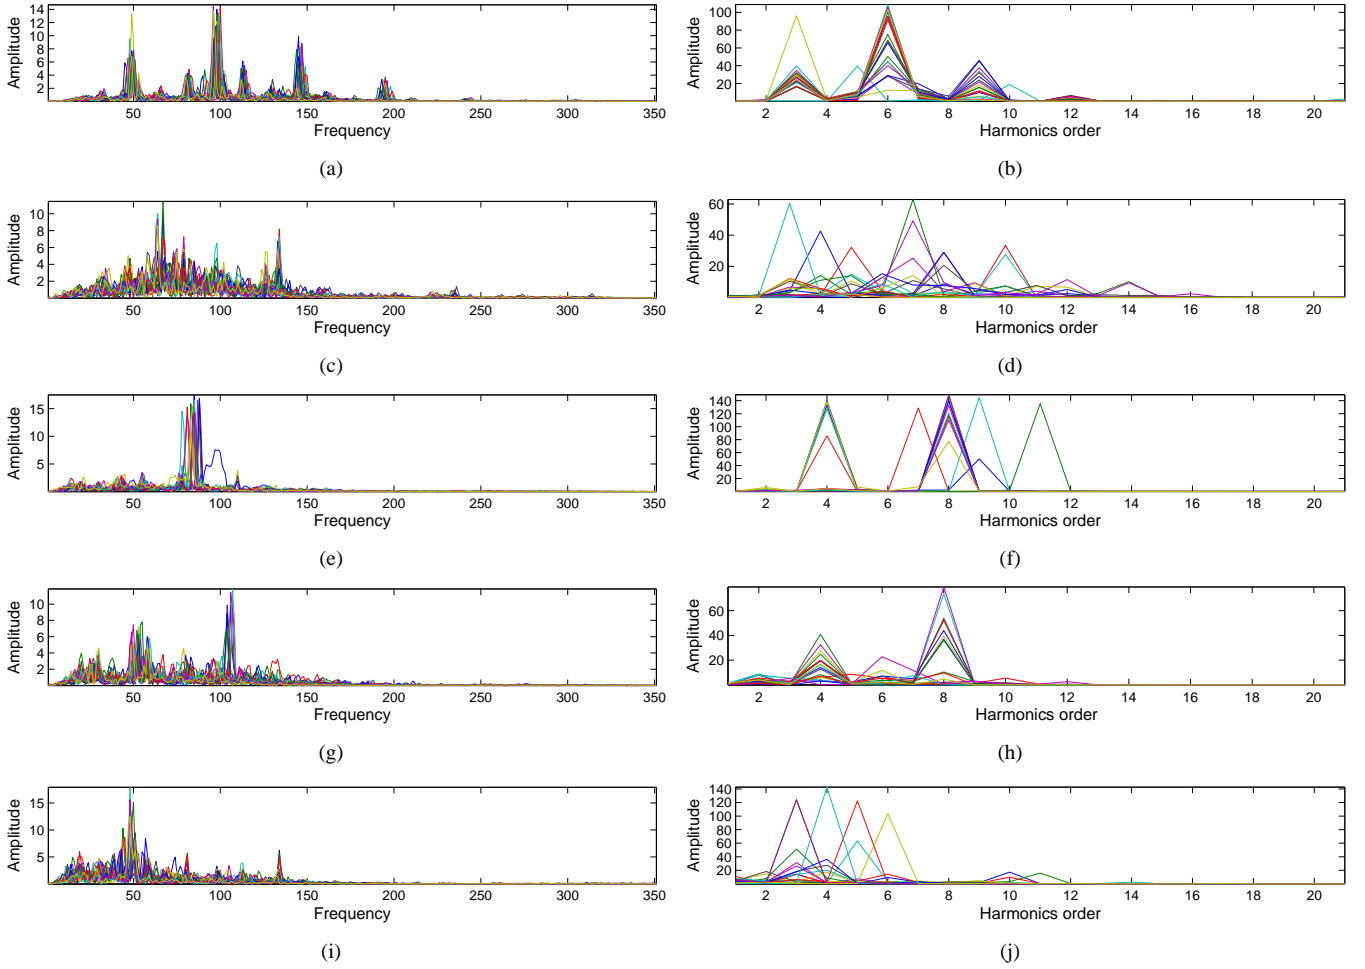 14
12
10
8
6
4
2
Amplitude
50 100 150 200 250 300 350
Frequency
(a)
100
80
60
40
20
Amplitude
2 4 6 8 10 12 14 16 18 20
Harmonics order
(b)
10
8
6
4
2
Amplitude
50 100 150 200 250 300 350
Frequency
(c)
60
40
20
Amplitude
2 4 6 8 10 12 14 16 18 20
Harmonics order
(d)
15
10
5
Amplitude
50 100 150 200 250 300 350
Frequency
(e)
140
120
100
80
60
40
20
Amplitude
2 4 6 8 10 12 14 16 18 20
Harmonics order
(f)
10
8
6
4
2
Amplitude
50 100 150 200 250 300 350
Frequency
(g)
60
40
20
Amplitude
2 4 6 8 10 12 14 16 18 20
Harmonics order
(h)
15
10
5
Amplitude
50 100 150 200 250 300 350
Frequency
(i)
140
120
100
80
60
40
20
Amplitude
2 4 6 8 10 12 14 16 18 20
Harmonics order
(j)